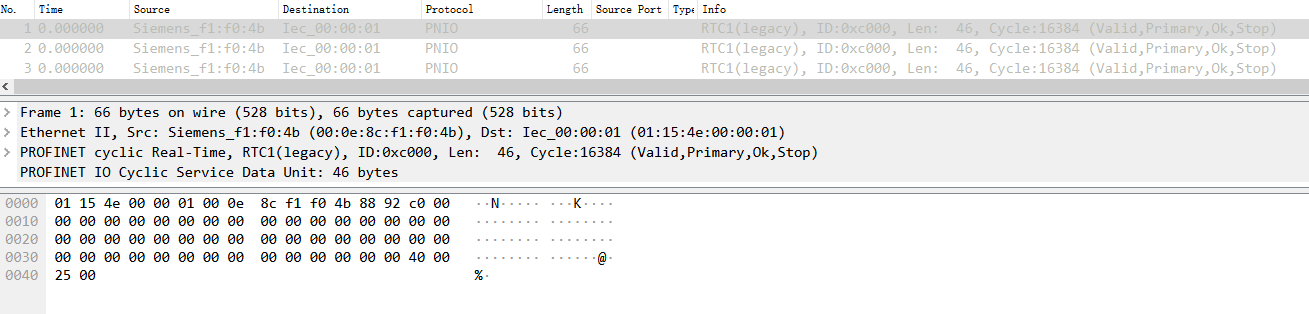 No. Time Source Destination Protocol Length Source Port Type Info
1 0.000000 Siemens_f1:f0:4b Iec_00:00:01 PNIO 66 RTC1(legacy), ID:0xc000, Len: 46, Cycle:16384 (Valid,Primary,Ok,Stop)
2 0.000000 Siemens_f1:f0:4b Iec_00:00:01 PNIO 66 RTC1(legacy), ID:0xc000, Len: 46, Cycle:16384 (Valid,Primary,Ok,Stop)
3 0.000000 Siemens_f1:f0:4b Iec_00:00:01 PNIO 66 RTC1(legacy), ID:0xc000, Len: 46, Cycle:16384 (Valid,Primary,Ok,Stop)
Frame 1: 66 bytes on wire (528 bits), 66 bytes captured (528 bits)
Ethernet II, Src: Siemens_f1:f0:4b (00:0e:8c:f1:f0:4b), Dst: Iec_00:00:01 (01:15:4e:00:00:01)
PROFINET cyclic Real-Time, RTC1(legacy), ID:0xc000, Len: 46, Cycle:16384 (Valid,Primary,Ok,Stop)
PROFINET IO Cyclic Service Data Unit: 46 bytes
0000 01 15 4e 00 00 01 00 0e 8c f1 f0 4b 88 92 c0 00 ··N····· ···K····
0010 00 00 00 00 00 00 00 00 00 00 00 00 00 00 00 00 ········ ········
0020 00 00 00 00 00 00 00 00 00 00 00 00 00 00 00 00 ········ ········
0030 00 00 00 00 00 00 00 00 00 00 00 00 00 00 40 00 ········ ······@·
0040 25 00 %·